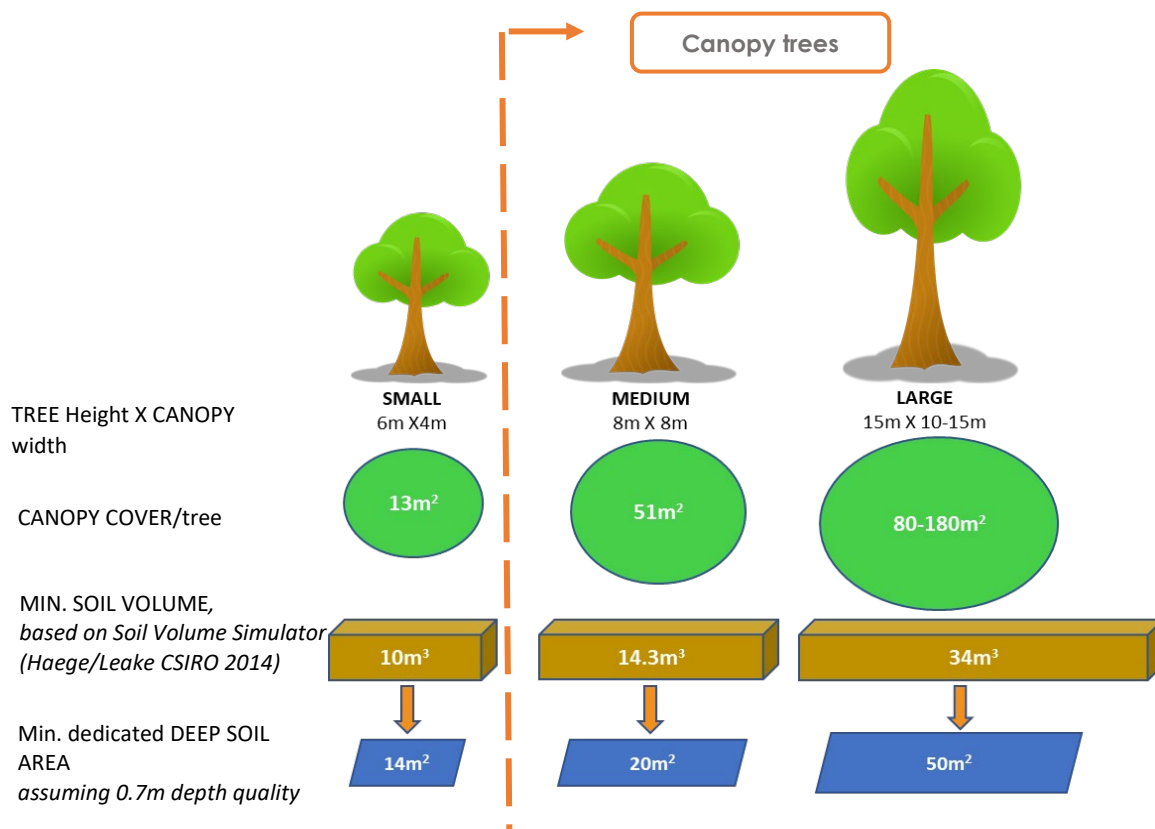 Canopy trees
SMALL
6m X4m
MEDIUM
8m X 8m
LARGE
15m X 10-15m
TREE Height X CANOPY
width
CANOPY COVER/tree
13m²
51m²
80-180m²
MIN. SOIL VOLUME,
based on Soil Volume Simulator
(Haege/Leake CSIRO 2014)
10m³
14.3m³
34m³
Min. dedicated DEEP SOIL
AREA
assuming 0.7m depth quality
14m²
20m²
50m²